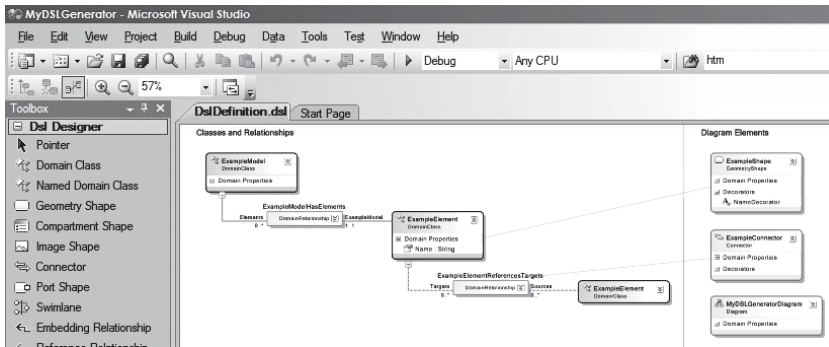 MyDSLGenerator - Microsoft Visual Studio
File Edit View Project Build Debug Data Tools Test Window Help
Debug Any CPU htm
57%
Toolbox
DslDefinition.dsl Start Page
Dsl Designer
Pointer
Domain Class
Named Domain Class
Geometry Shape
Compartment Shape
Image Shape
Connector
Port Shape
Swimlane
Embedding Relationship
Reference Relationship
Classes and Relationships
ExampleModel
DomainClass
Domain Properties
ExampleModelHasElements
Elements DomainRelationship ExampleModel
0..* 1..1
ExampleElement
DomainClass
Domain Properties
Name : String
ExampleElementReferencesTargets
Targets DomainRelationship Sources
0..* 0..*
ExampleElement
DomainClass
Diagram Elements
ExampleShape
GeometryShape
Domain Properties
Decorators
NameDecorator
ExampleConnector
Connector
Domain Properties
Decorators
MyDSLGeneratorDiagram
Diagram
Domain Properties